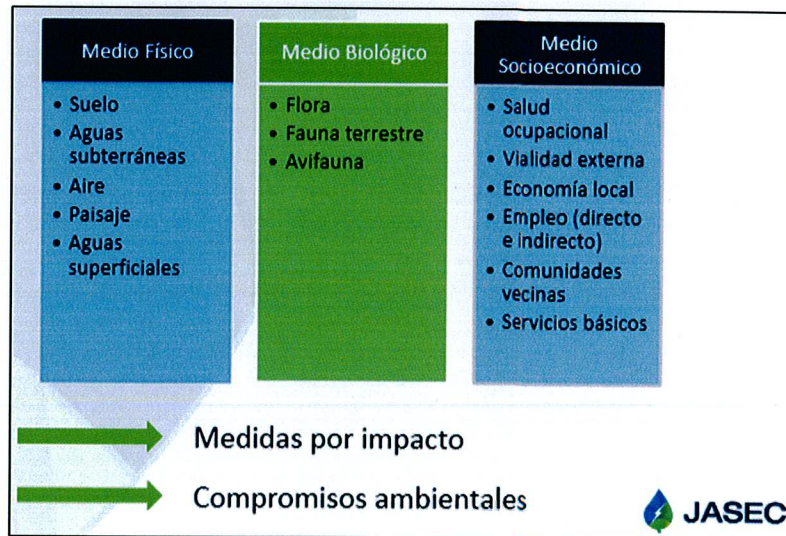 Medio Físico
• Suelo
• Aguas
subterráneas
• Aire
• Paisaje
• Aguas
superficiales
Medio Biológico
• Flora
• Fauna terrestre
• Avifauna
Medio
Socioeconómico
• Salud
ocupacional
• Vialidad externa
• Economía local
• Empleo (directo
e indirecto)
• Comunidades
vecinas
• Servicios básicos
Medidas por impacto
Compromisos ambientales
JASEC